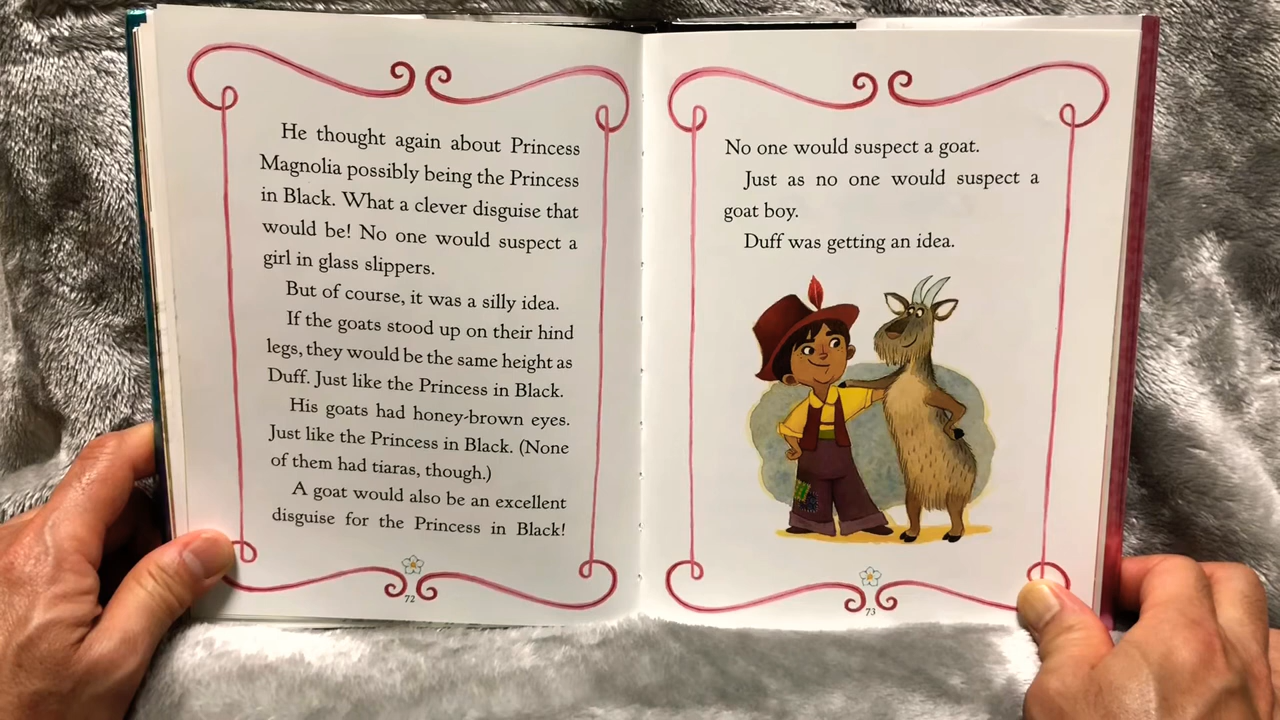 He thought again about Princess
Magnolia possibly being the Princess
in Black. What a clever disguise that
would be! No one would suspect a
girl in glass slippers.
But of course, it was a silly idea.
If the goats stood up on their hind
legs, they would be the same height as
Duff. Just like the Princess in Black.
His goats had honey-brown eyes.
Just like the Princess in Black. (None
of them had tiaras, though.)
A goat would also be an excellent
disguise for the Princess in Black!
72
No one would suspect a goat.
Just as no one would suspect a
goat boy.
Duff was getting an idea.
73